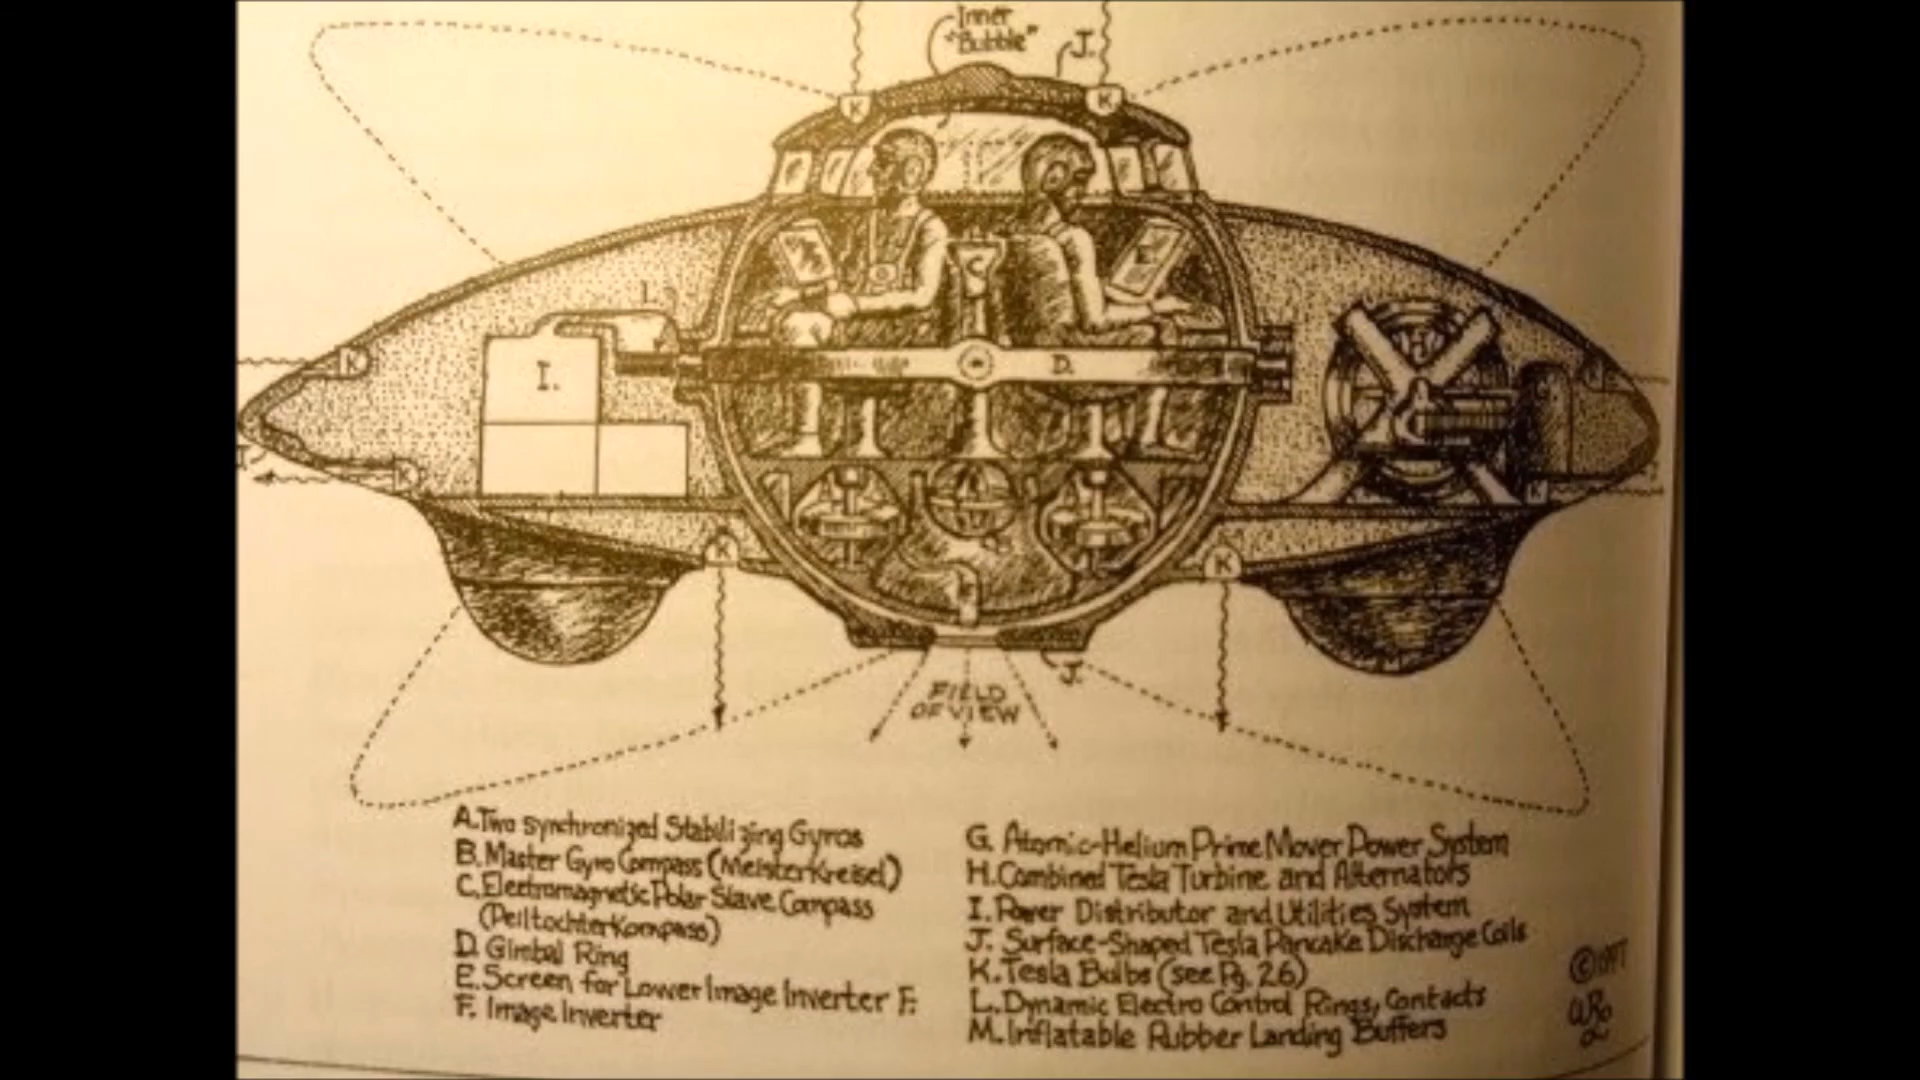 Inner
"Bubble"
J.
K
K
C
I.
D.
H
K
K
K
K
K
J.
FIELD
OF VIEW
A. Two Synchronized Stabilizing Gyros
B. Master Gyro Compass (Meisterkreisel)
C. Electromagnetic Polar Slave Compass
(Peiltochterkompass)
D. Gimbal Ring
E. Screen for Lower Image Inverter F.
F. Image Inverter
G. Atomic-Helium Prime Mover Power System
H. Combined Tesla Turbine and Alternators
I. Power Distributor and Utilities System
J. Surface-Shaped Tesla Pancake Discharge Coils
K. Tesla Bulbs (see Pg. 26)
L. Dynamic Electro Control Rings, Contacts
M. Inflatable Rubber Landing Buffers
©1997